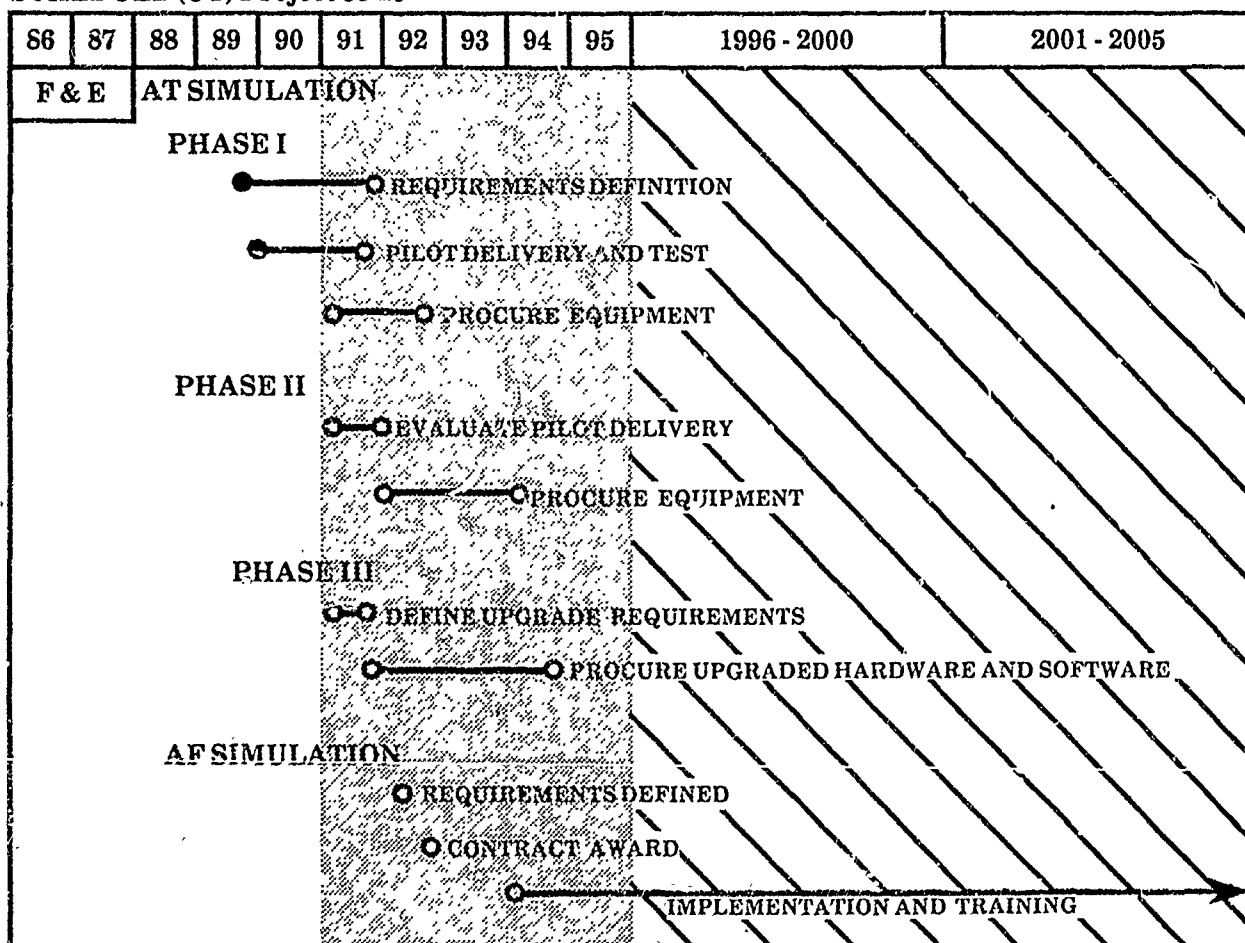 86 87 88 89 90 91 92 93 94 95 1996 - 2000 2001 - 2005
F & E AT SIMULATION
PHASE I
REQUIREMENTS DEFINITION
PILOT DELIVERY AND TEST
PROCURE EQUIPMENT
PHASE II
EVALUATE PILOT DELIVERY
PROCURE EQUIPMENT
PHASE III
DEFINE UPGRADE REQUIREMENTS
PROCURE UPGRADED HARDWARE AND SOFTWARE
AF SIMULATION
REQUIREMENTS DEFINED
CONTRACT AWARD
IMPLEMENTATION AND TRAINING